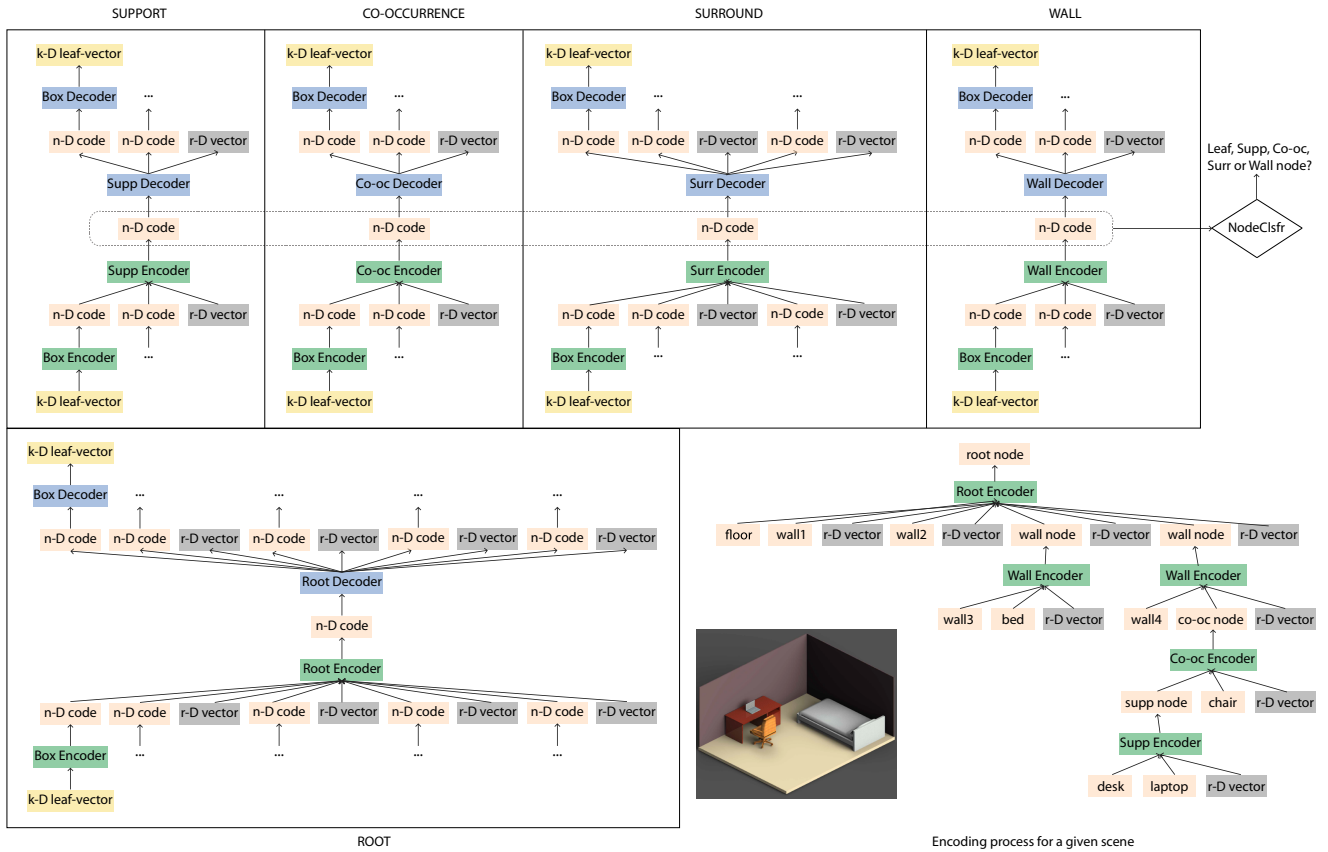 SUPPORT CO-OCCURRENCE SURROUND WALL
k-D leaf-vector k-D leaf-vector k-D leaf-vector k-D leaf-vector
Box Decoder ... Box Decoder ... Box Decoder ... ... Box Decoder ...
n-D code n-D code r-D vector n-D code n-D code r-D vector n-D code n-D code r-D vector n-D code r-D vector n-D code n-D code r-D vector
Leaf, Supp, Co-oc,
Surr or Wall node?
Supp Decoder Co-oc Decoder Surr Decoder Wall Decoder
n-D code n-D code n-D code n-D code NodeClsfr
Supp Encoder Co-oc Encoder Surr Encoder Wall Encoder
n-D code n-D code r-D vector n-D code n-D code r-D vector n-D code n-D code r-D vector n-D code r-D vector n-D code n-D code r-D vector
Box Encoder ... Box Encoder ... Box Encoder ... ... Box Encoder ...
k-D leaf-vector k-D leaf-vector k-D leaf-vector k-D leaf-vector
k-D leaf-vector
Box Decoder ... ... ... ...
n-D code n-D code r-D vector n-D code r-D vector n-D code r-D vector n-D code r-D vector
Root Decoder
n-D code
Root Encoder
n-D code n-D code r-D vector n-D code r-D vector n-D code r-D vector n-D code r-D vector
Box Encoder ... ... ... ...
k-D leaf-vector
ROOT
root node
Root Encoder
floor wall1 r-D vector wall2 r-D vector wall node r-D vector wall node r-D vector
Wall Encoder Wall Encoder
wall3 bed r-D vector wall4 co-oc node r-D vector
Co-oc Encoder
supp node chair r-D vector
Supp Encoder
desk laptop r-D vector
Encoding process for a given scene